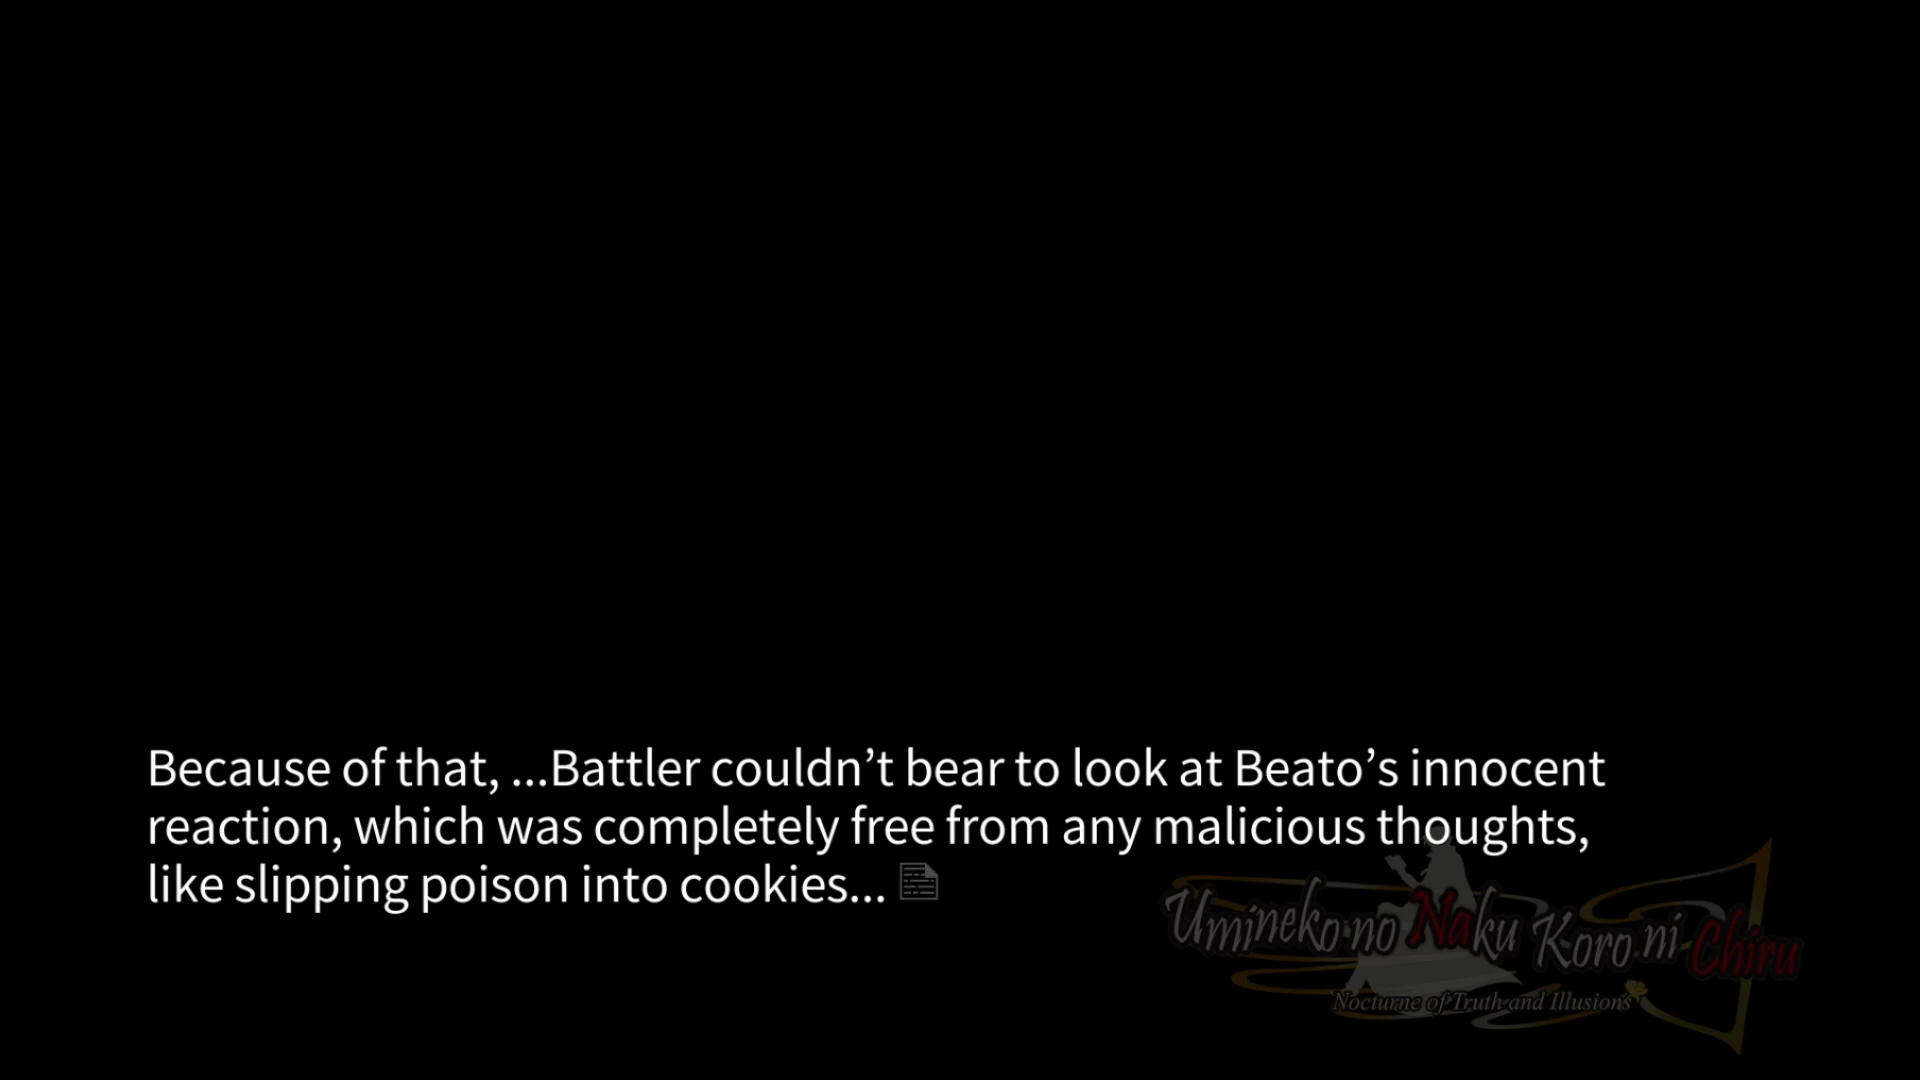 Because of that, ...Battler couldn’t bear to look at Beato’s innocent
reaction, which was completely free from any malicious thoughts,
like slipping poison into cookies...
Umineko no Naku Koro ni Chiru
Nocturne of Truth and Illusions